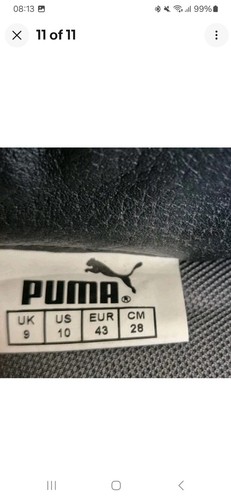 08:13
99%
11 of 11
PUMA®
UK US EUR CM
9 10 43 28